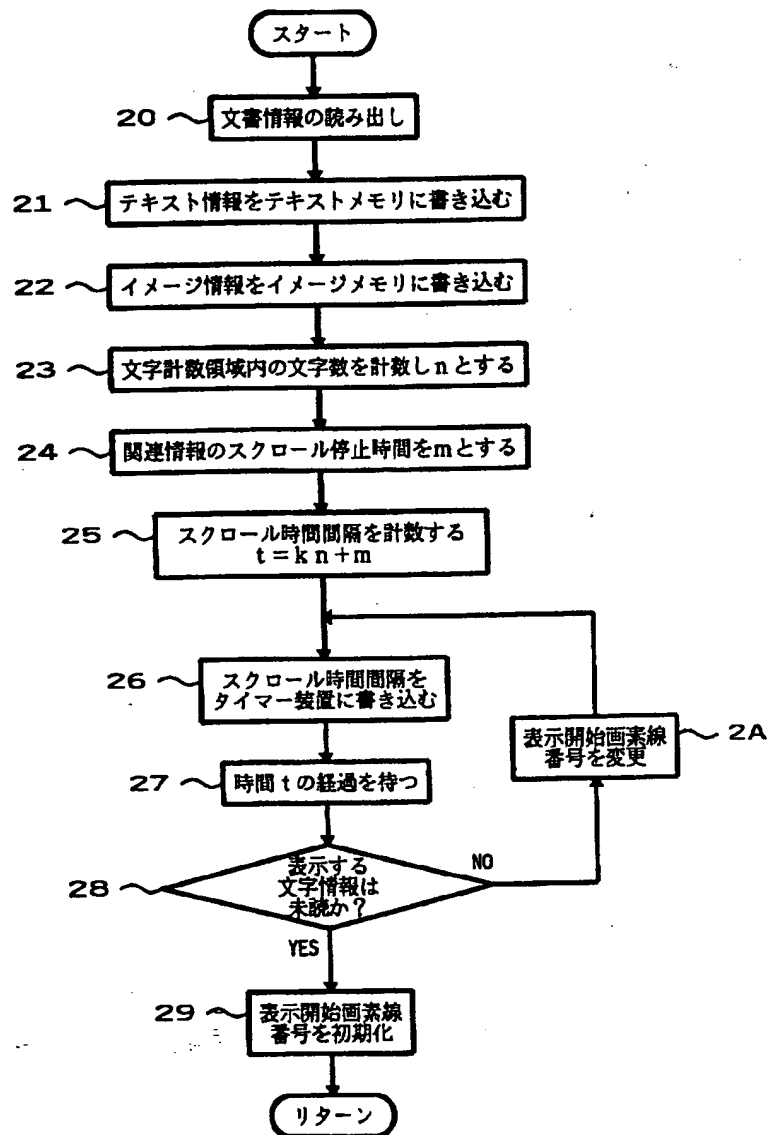 スタート
20
文書情報の読み出し
21
テキスト情報をテキストメモリに書き込む
22
イメージ情報をイメージメモリに書き込む
23
文字計数領域内の文字数を計数しnとする
24
関連情報のスクロール停止時間をmとする
25
スクロール時間間隔を計数する
t=kn+m
26
スクロール時間間隔を
タイマー装置に書き込む
2A
表示開始画素線
番号を変更
27
時間tの経過を待つ
28
表示する
文字情報は
未読か?
NO
YES
29
表示開始画素線
番号を初期化
リターン